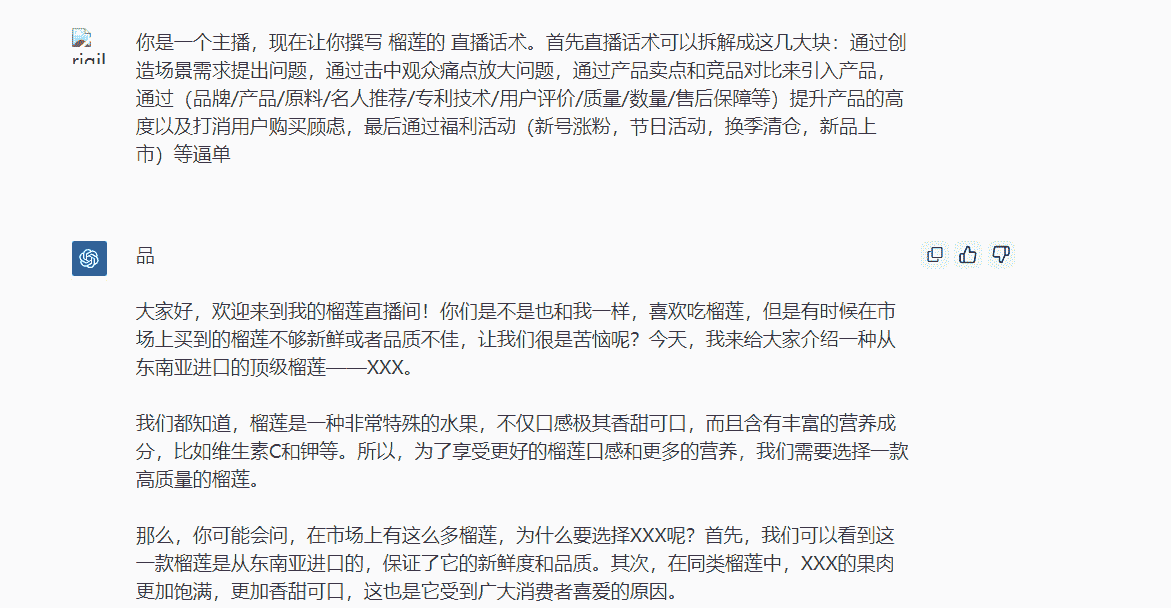 你是一个主播，现在让你撰写 榴莲的 直播话术。首先直播话术可以拆解成这几大块：通过创
造场景需求提出问题，通过击中观众痛点放大问题，通过产品卖点和竞品对比来引入产品，
通过（品牌/产品/原料/名人推荐/专利技术/用户评价/质量/数量/售后保障等）提升产品的高
度以及打消用户购买顾虑，最后通过福利活动（新号涨粉，节日活动，换季清仓，新品上
市）等逼单
品
大家好，欢迎来到我的榴莲直播间！你们是不是也和我一样，喜欢吃榴莲，但是有时候在市
场上买到的榴莲不够新鲜或者品质不佳，让我们很是苦恼呢？今天，我来给大家介绍一种从
东南亚进口的顶级榴莲——XXX。
我们都知道，榴莲是一种非常特殊的水果，不仅口感极其香甜可口，而且含有丰富的营养成
分，比如维生素C和钾等。所以，为了享受更好的榴莲口感和更多的营养，我们需要选择一款
高质量的榴莲。
那么，你可能会问，在市场上有这么多榴莲，为什么要选择XXX呢？首先，我们可以看到这
一款榴莲是从东南亚进口的，保证了它的新鲜度和品质。其次，在同类榴莲中，XXX的果肉
更加饱满，更加香甜可口，这也是它受到广大消费者喜爱的原因。